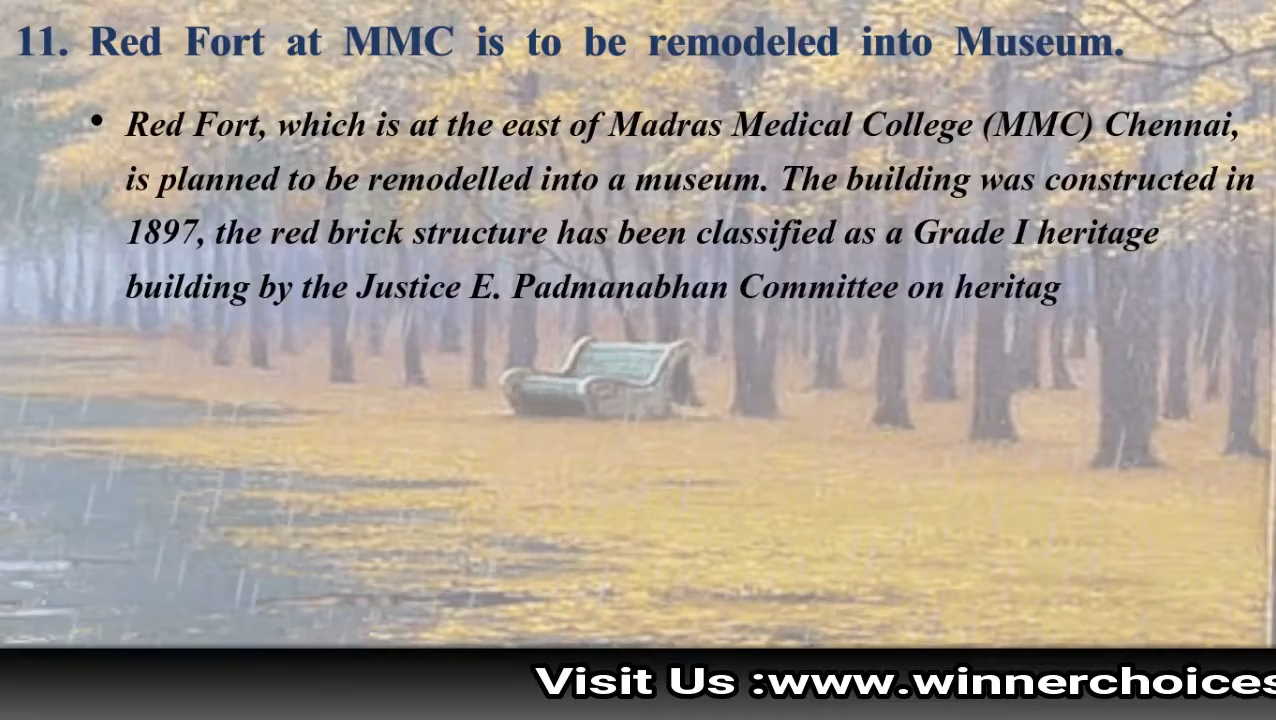 11. Red Fort at MMC is to be remodeled into Museum.
• Red Fort, which is at the east of Madras Medical College (MMC) Chennai,
is planned to be remodelled into a museum. The building was constructed in
1897, the red brick structure has been classified as a Grade I heritage
building by the Justice E. Padmanabhan Committee on heritag
Visit Us :www.winnerchoices